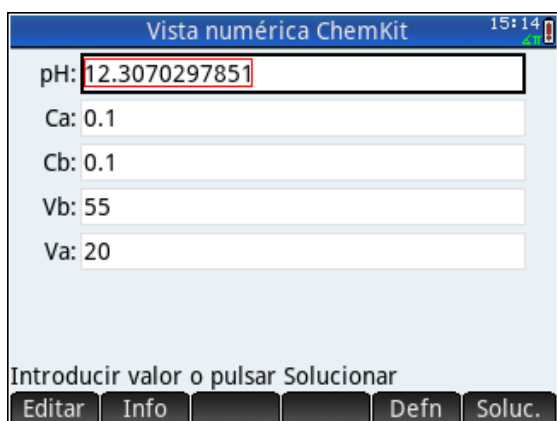 Vista numérica ChemKit 15:14
∠π
pH: 12.3070297851
Ca: 0.1
Cb: 0.1
Vb: 55
Va: 20
Introducir valor o pulsar Solucionar
Editar Info Defn Soluc.